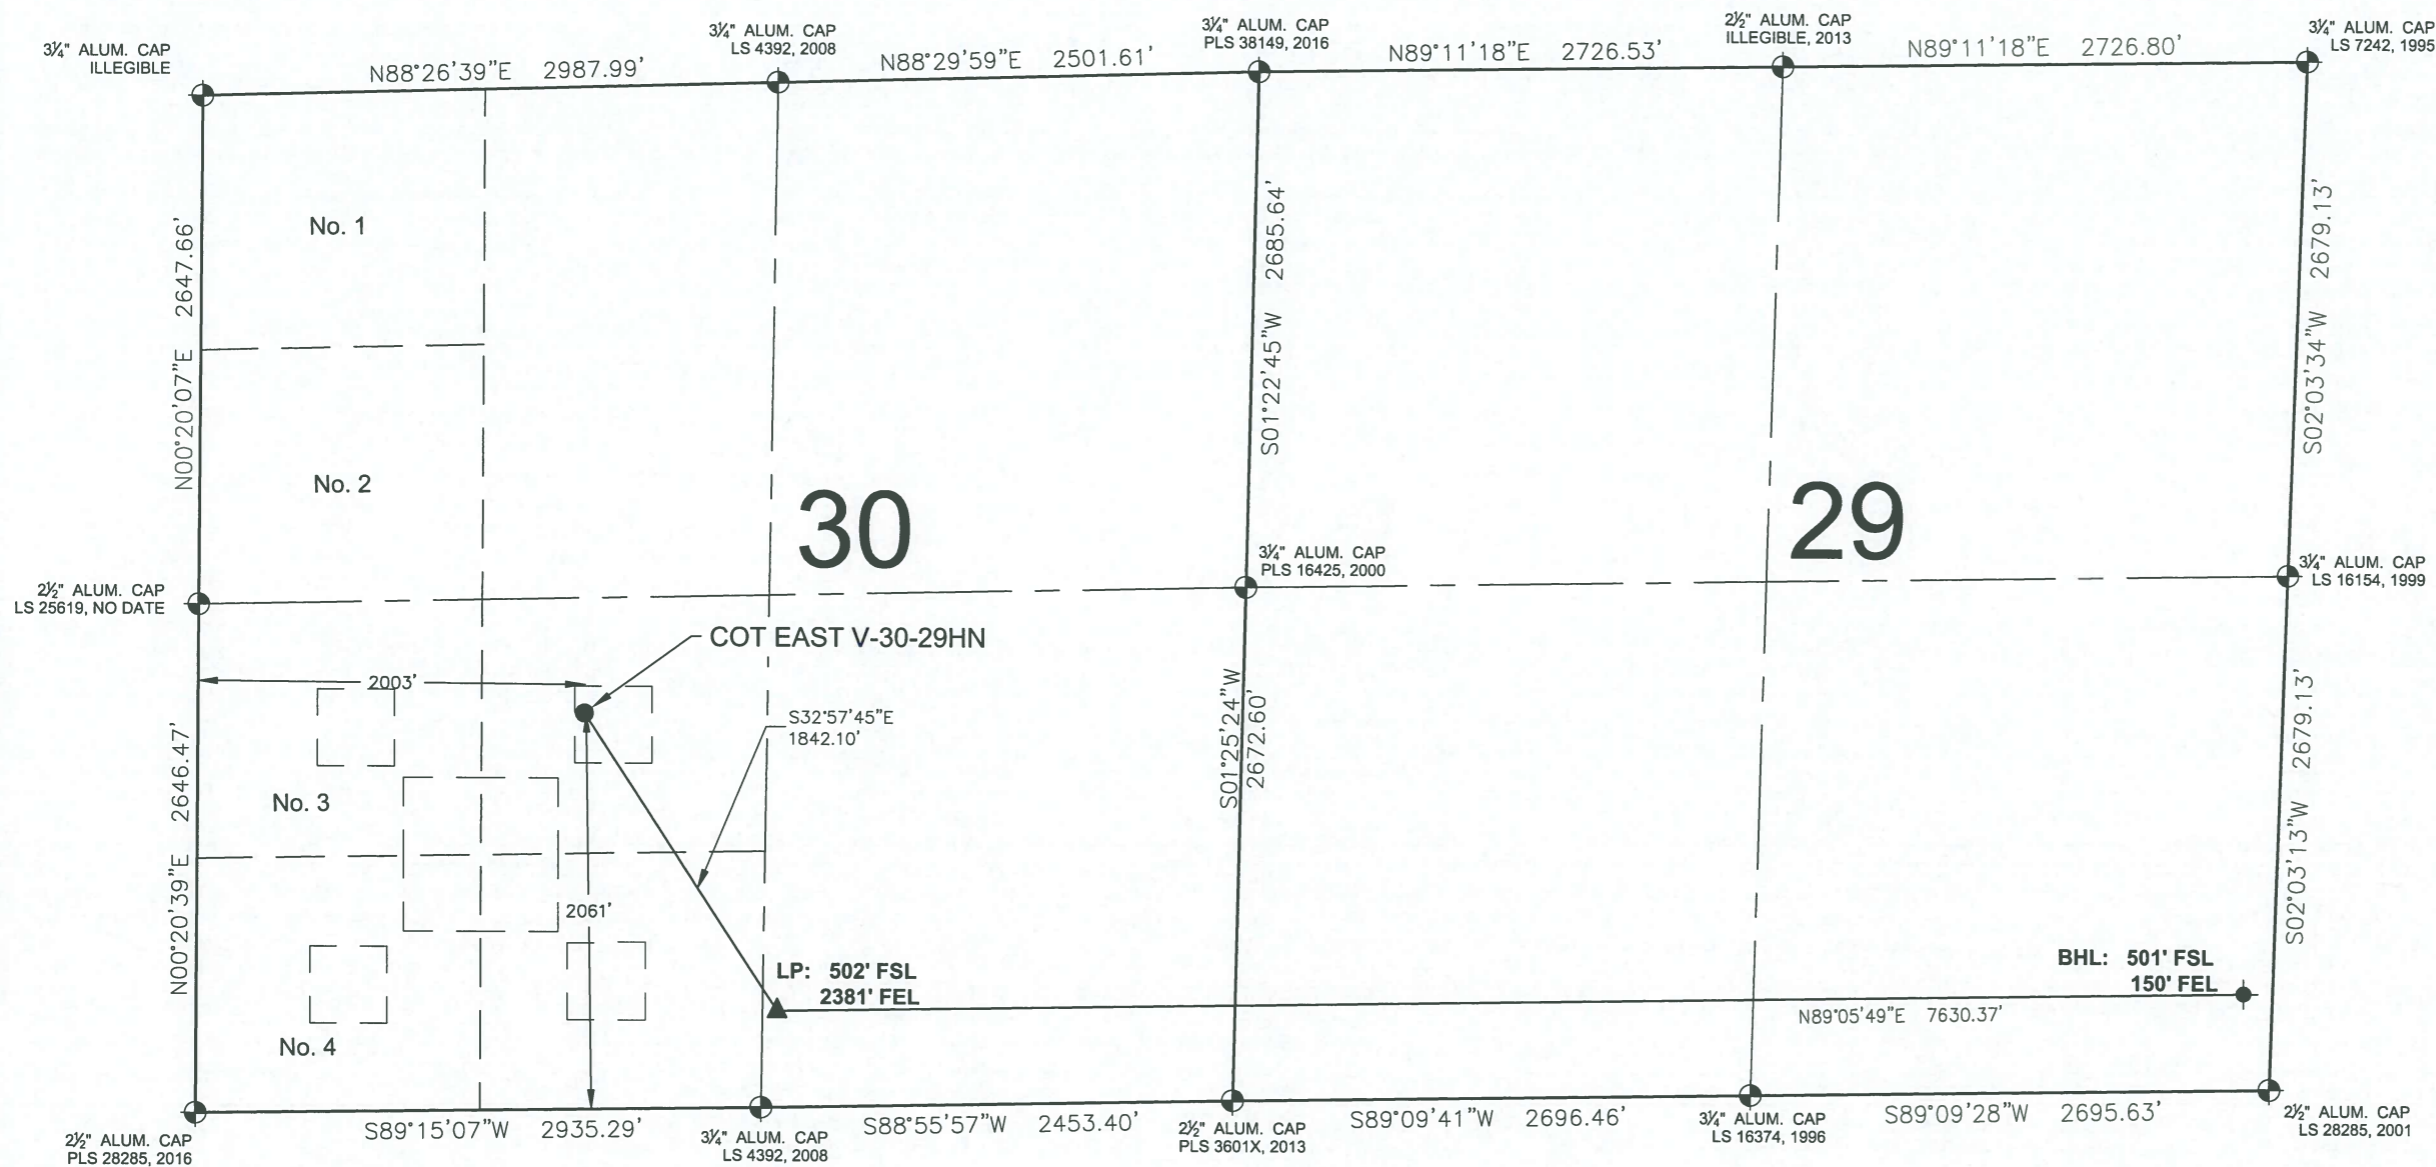 3¼" ALUM. CAP
ILLEGIBLE
N88°26'39"E 2987.99'
3¼" ALUM. CAP
LS 4392, 2008
N88°29'59"E 2501.61'
3¼" ALUM. CAP
PLS 38149, 2016
N89°11'18"E 2726.53'
2½" ALUM. CAP
ILLEGIBLE, 2013
N89°11'18"E 2726.80'
3¼" ALUM. CAP
LS 7242, 1995
No. 1
N00°20'07"E 2647.66'
No. 2
30
S01°22'45"W 2685.64'
29
S02°03'34"W 2679.13'
2½" ALUM. CAP
LS 25619, NO DATE
3¼" ALUM. CAP
PLS 16425, 2000
3¼" ALUM. CAP
LS 16154, 1999
COT EAST V-30-29HN
2003'
S32°57'45"E
1842.10'
No. 3
N00°20'39"E 2646.47'
2061'
S01°25'24"W
2672.60'
S02°03'13"W 2679.13'
LP: 502' FSL
2381' FEL
BHL: 501' FSL
150' FEL
N89°05'49"E 7630.37'
No. 4
2½" ALUM. CAP
PLS 28285, 2016
S89°15'07"W 2935.29'
3¼" ALUM. CAP
LS 4392, 2008
S88°55'57"W 2453.40'
2½" ALUM. CAP
PLS 3601X, 2013
S89°09'41"W 2696.46'
3¼" ALUM. CAP
LS 16374, 1996
S89°09'28"W 2695.63'
2½" ALUM. CAP
LS 28285, 2001